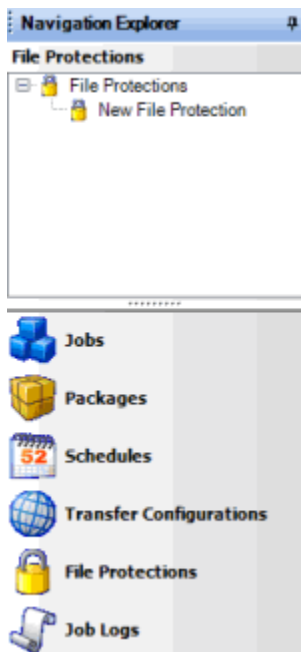 Navigation Explorer
File Protections
File Protections
New File Protection
Jobs
Packages
52
Schedules
Transfer Configurations
File Protections
Job Logs